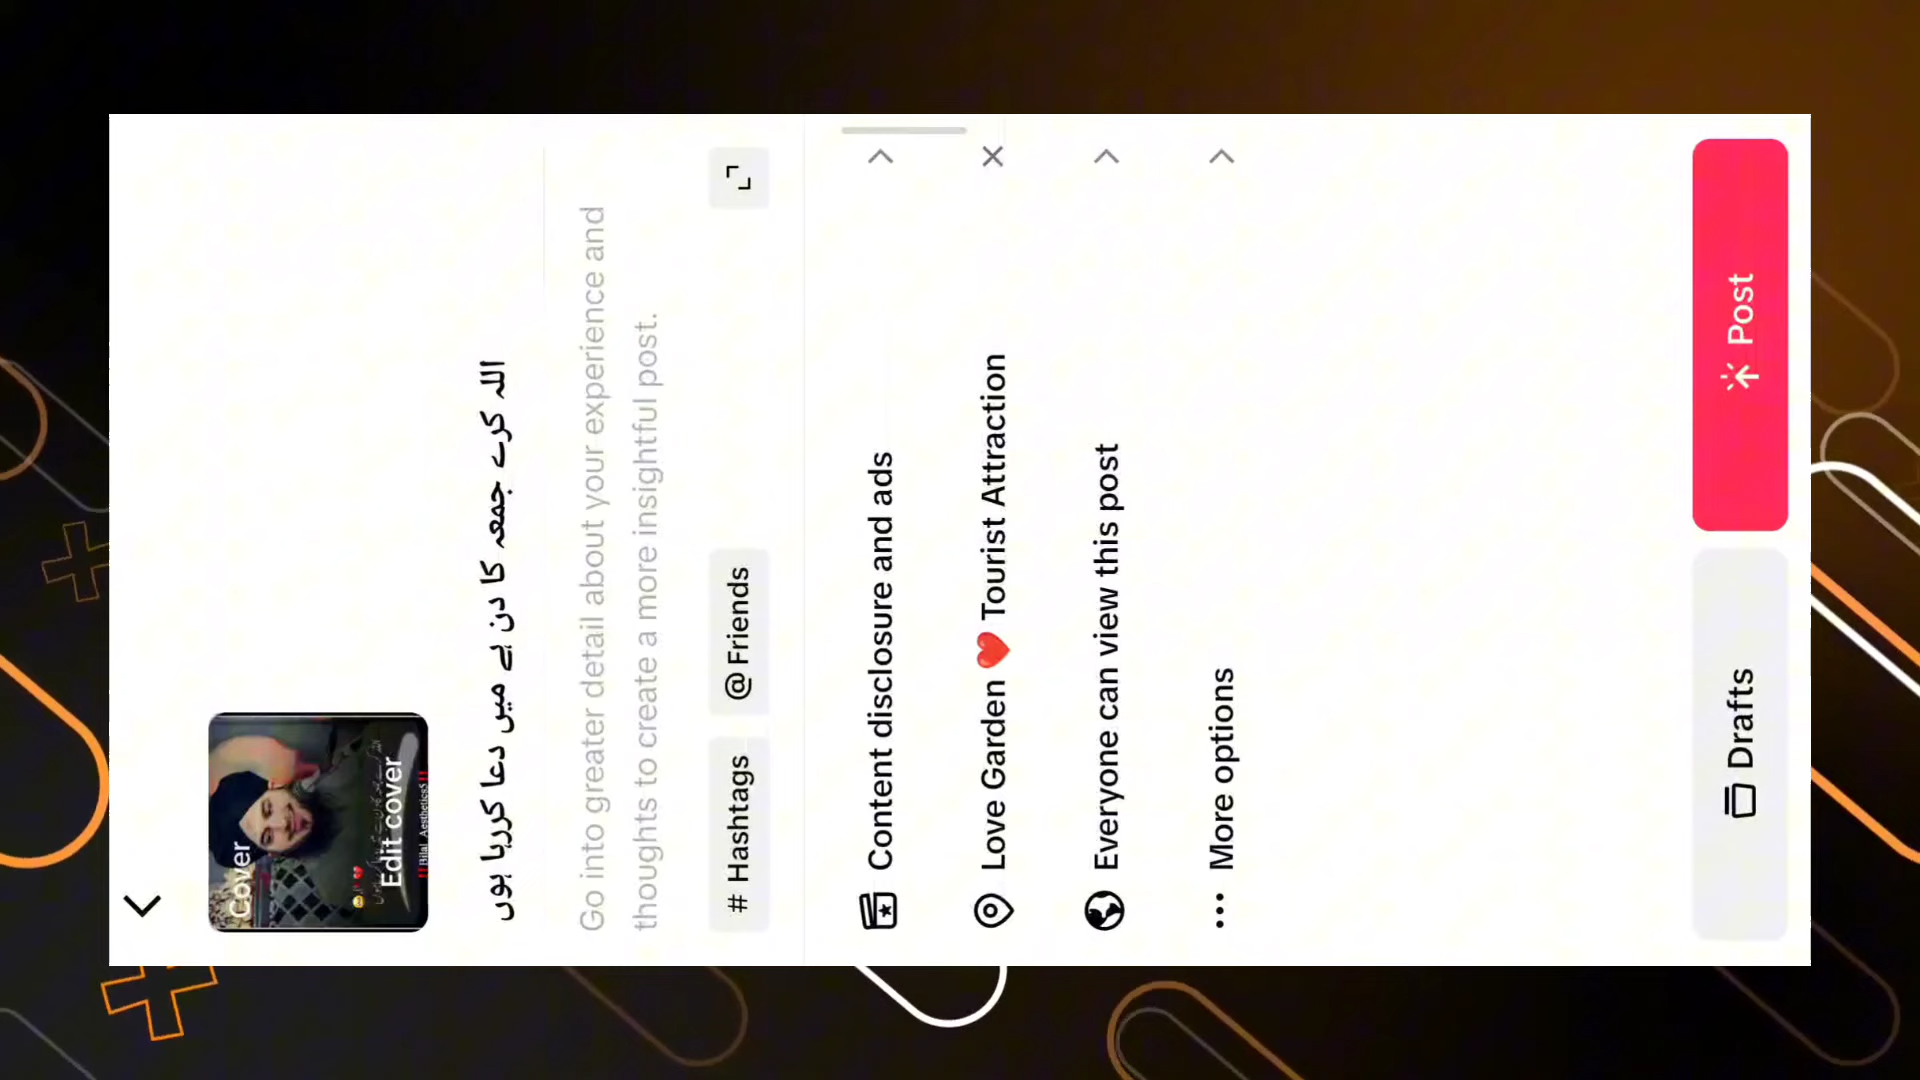 Cover
Edit cover
!!Bilal_Aesthetics5!!
اللہ کرے جمعہ کا دن ہے میں دعا کررہا ہوں
Go into greater detail about your experience and
thoughts to create a more insightful post.
# Hashtags
@ Friends
Content disclosure and ads
Love Garden ❤️ Tourist Attraction
Everyone can view this post
More options
Drafts
Post